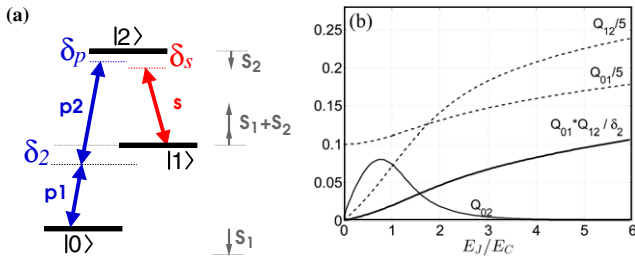 (a)
|2⟩
δp
δs
S2
p2
s
S1+S2
δ2
|1⟩
p1
|0⟩
S1
(b)
0.25
0.2
0.15
0.1
0.05
0
Q12/5
Q01/5
Q01*Q12/δ2
Q02
0 1 2 3 4 5 6
EJ/EC